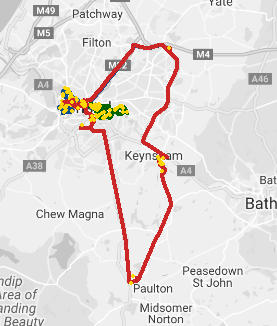 M49
Patchway
Yate
M5
Filton
M4
A4
A46
Keynsham
A4
A38
Bath
Chew Magna
Peasedown
St John
Paulton
Midsomer
Norton
ndip
Area of
anding
Beauty